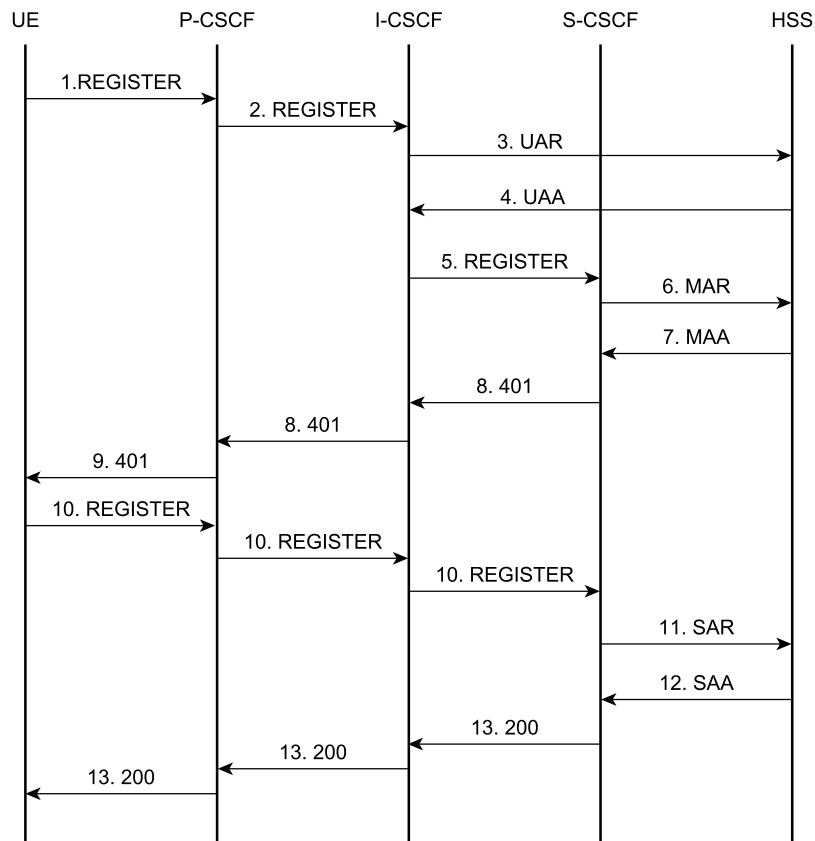 UE P-CSCF I-CSCF S-CSCF HSS
1.REGISTER
2. REGISTER
3. UAR
4. UAA
5. REGISTER
6. MAR
7. MAA
8. 401
8. 401
9. 401
10. REGISTER
10. REGISTER
10. REGISTER
11. SAR
12. SAA
13. 200
13. 200
13. 200